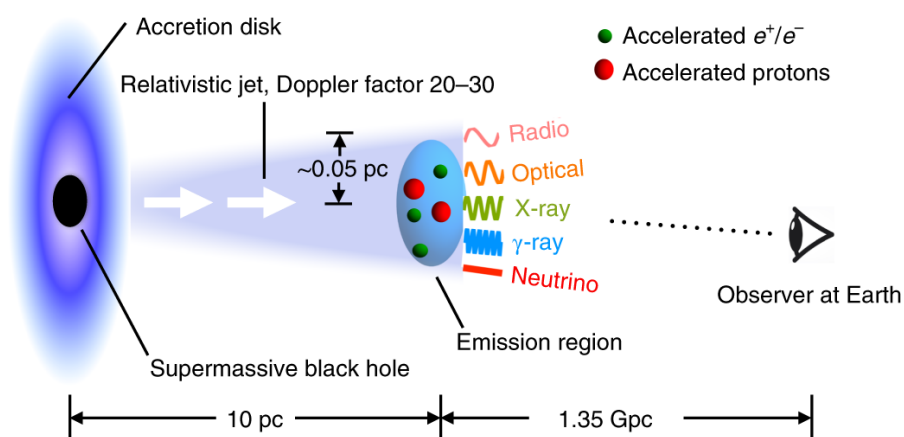 Accretion disk
Accelerated e⁺/e⁻
Accelerated protons
Relativistic jet, Doppler factor 20–30
~0.05 pc
Radio
Optical
X-ray
γ-ray
Neutrino
Observer at Earth
Emission region
Supermassive black hole
10 pc
1.35 Gpc